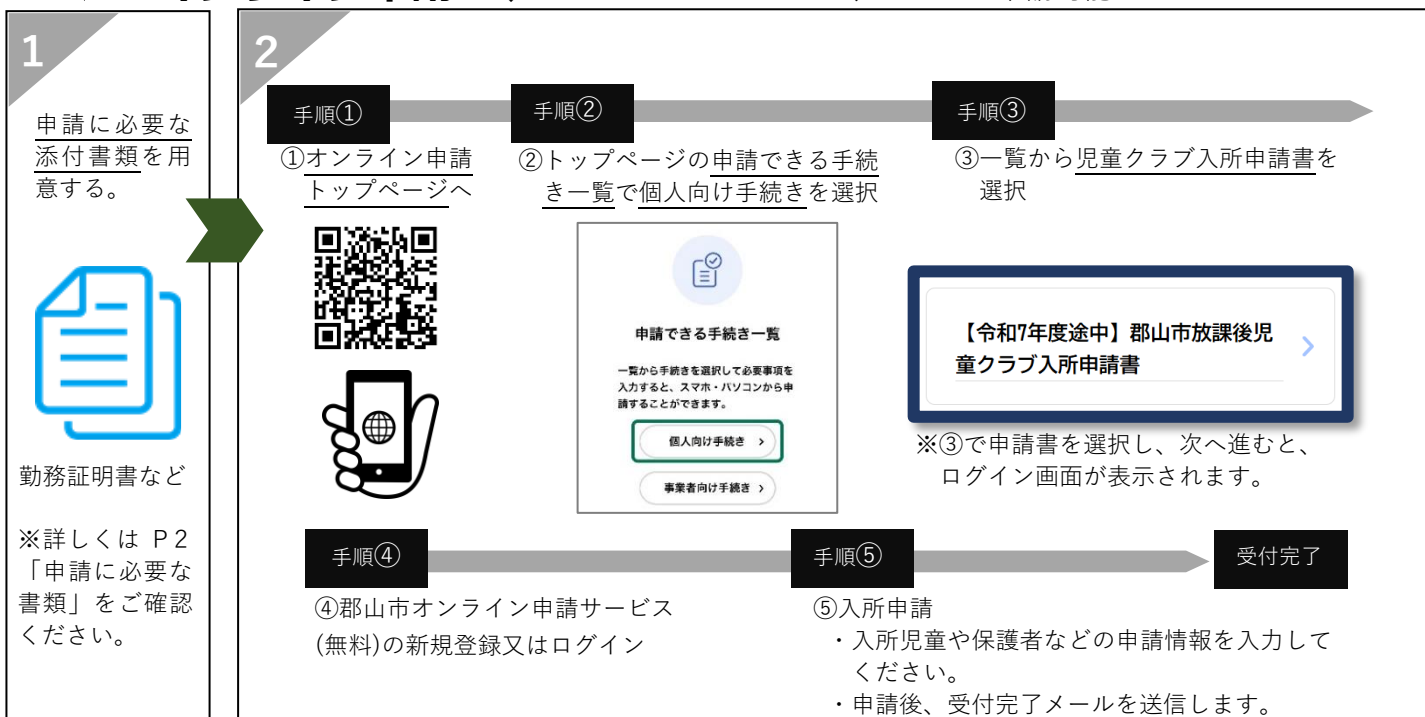 1
申請に必要な
添付書類を用
意する。
勤務証明書など
※詳しくは P2
「申請に必要な
書類」をご確認
ください。
2
手順①
①オンライン申請
トップページへ
手順②
②トップページの申請できる手続
き一覧で個人向け手続きを選択
申請できる手続き一覧
一覧から手続きを選択して必要事項を
入力すると、スマホ・パソコンから申
請することができます。
個人向け手続き
事業者向け手続き
手順③
③一覧から児童クラブ入所申請書を
選択
【令和7年度途中】郡山市放課後児
童クラブ入所申請書
※③で申請書を選択し、次へ進むと、
ログイン画面が表示されます。
手順④
④郡山市オンライン申請サービス
(無料)の新規登録又はログイン
手順⑤
⑤入所申請
・入所児童や保護者などの申請情報を入力して
ください。
・申請後、受付完了メールを送信します。
受付完了